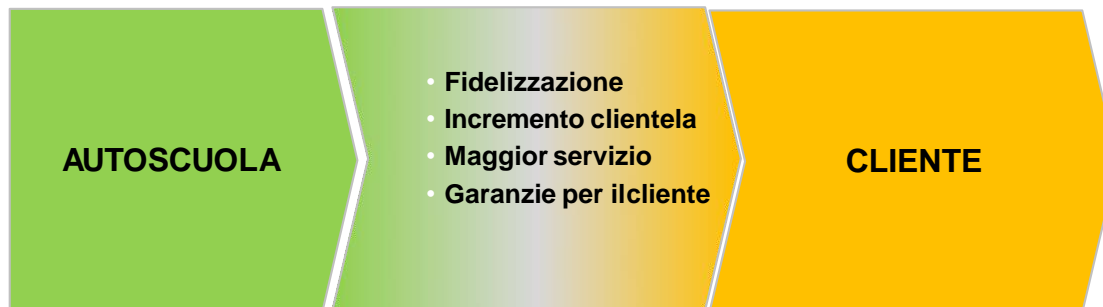 AUTOSCUOLA
• Fidelizzazione
• Incremento clientela
• Maggior servizio
• Garanzie per ilcliente
CLIENTE